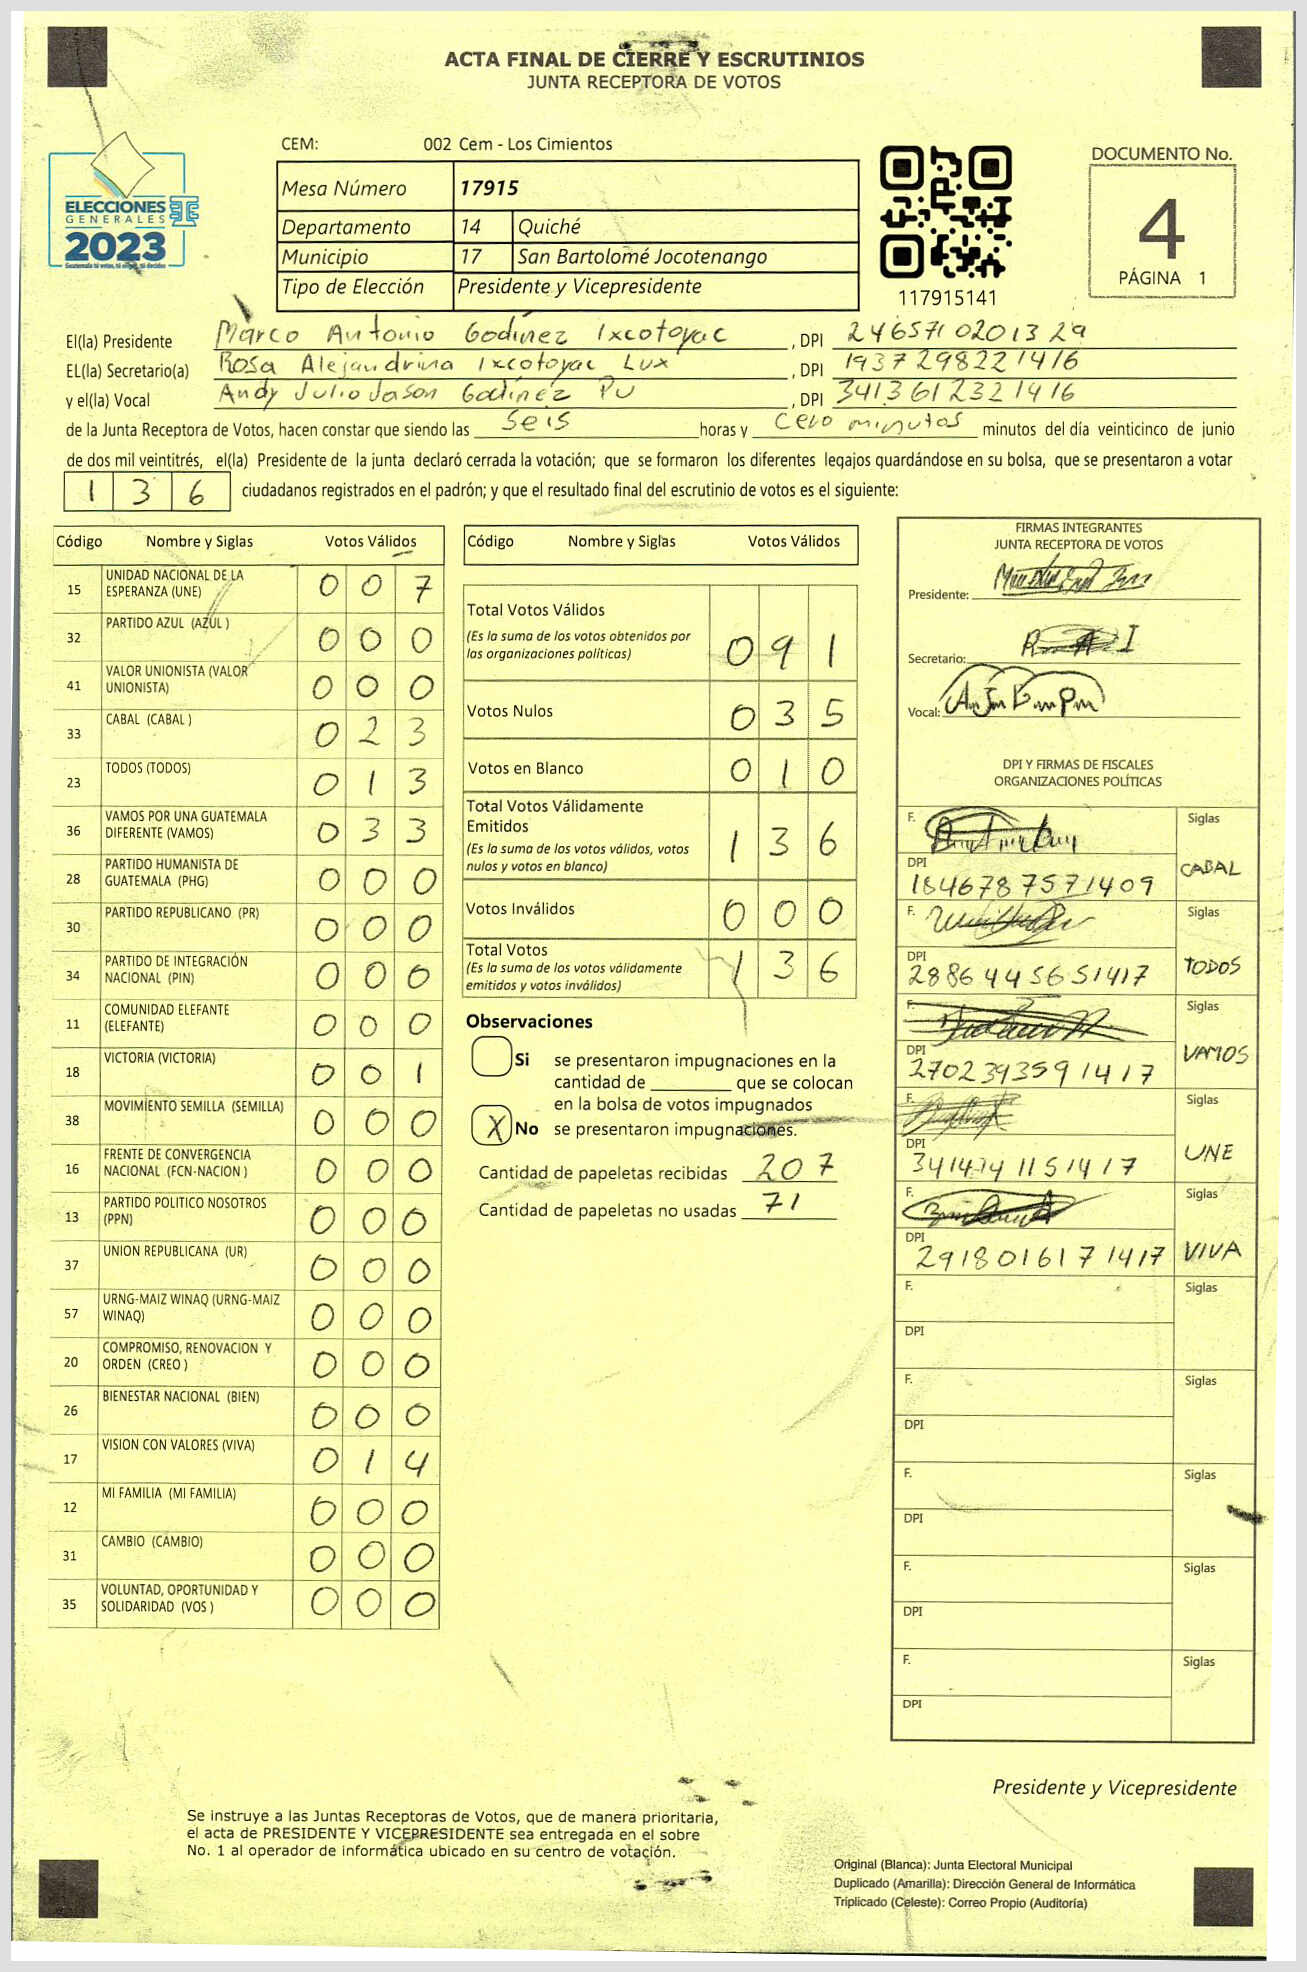 ACTA FINAL DE CIERRE Y ESCRUTINIOS
JUNTA RECEPTORA DE VOTOS
CEM: 002 Cem - Los Cimientos
ELECCIONES
GENERALES
2023
Mesa Número 17915
Departamento 14 Quiché
Municipio 17 San Bartolomé Jocotenango
Tipo de Elección Presidente y Vicepresidente
117915141
DOCUMENTO No.
4
PÁGINA 1
El(la) Presidente Marco Antonio Godínez Ixcotoyac, DPI 2465710201329
EL(la) Secretario(a) Rosa Alejandrina Ixcotoyac Lux, DPI 1937298221416
y el(la) Vocal Andy Julio Jason Godínez Pu, DPI 3413612321416
de la Junta Receptora de Votos, hacen constar que siendo las Seis horas y Cero minutos minutos del día veinticinco de junio
de dos mil veintitrés, el(la) Presidente de la junta declaró cerrada la votación; que se formaron los diferentes legajos quardándose en su bolsa, que se presentaron a votar
136 ciudadanos registrados en el padrón; y que el resultado final del escrutinio de votos es el siguiente:
Código Nombre y Siglas Votos Válidos
15 UNIDAD NACIONAL DE LA ESPERANZA (UNE) 0 0 7
32 PARTIDO AZUL (AZUL ) 0 0 0
41 VALOR UNIONISTA (VALOR UNIONISTA) 0 0 0
33 CABAL (CABAL ) 0 2 3
23 TODOS (TODOS) 0 1 3
36 VAMOS POR UNA GUATEMALA DIFERENTE (VAMOS) 0 3 3
28 PARTIDO HUMANISTA DE GUATEMALA (PHG) 0 0 0
30 PARTIDO REPUBLICANO (PR) 0 0 0
34 PARTIDO DE INTEGRACIÓN NACIONAL (PIN) 0 0 0
11 COMUNIDAD ELEFANTE (ELEFANTE) 0 0 0
18 VICTORIA (VICTORIA) 0 0 1
38 MOVIMIENTO SEMILLA (SEMILLA) 0 0 0
16 FRENTE DE CONVERGENCIA NACIONAL (FCN-NACION ) 0 0 0
13 PARTIDO POLITICO NOSOTROS (PPN) 0 0 0
37 UNION REPUBLICANA (UR) 0 0 0
57 URNG-MAIZ WINAQ (URNG-MAIZ WINAQ) 0 0 0
20 COMPROMISO, RENOVACION Y ORDEN (CREO ) 0 0 0
26 BIENESTAR NACIONAL (BIEN) 0 0 0
17 VISION CON VALORES (VIVA) 0 1 4
12 MI FAMILIA (MI FAMILIA) 0 0 0
31 CAMBIO (CAMBIO) 0 0 0
35 VOLUNTAD, OPORTUNIDAD Y SOLIDARIDAD (VOS ) 0 0 0
Código Nombre y Siglas Votos Válidos
Total Votos Válidos
(Es la suma de los votos obtenidos por
las organizaciones políticas) 0 9 1
Votos Nulos 0 3 5
Votos en Blanco 0 1 0
Total Votos Válidamente
Emitidos
(Es la suma de los votos válidos, votos
nulos y votos en blanco) 1 3 6
Votos Inválidos 0 0 0
Total Votos
(Es la suma de los votos válidamente
emitidos y votos inválidos) 1 3 6
Observaciones
Si se presentaron impugnaciones en la
cantidad de ________ que se colocan
en la bolsa de votos impugnados
X No se presentaron impugnaciones.
Cantidad de papeletas recibidas 207
Cantidad de papeletas no usadas 71
FIRMAS INTEGRANTES
JUNTA RECEPTORA DE VOTOS
Presidente:
Secretario:
Vocal:
DPI Y FIRMAS DE FISCALES
ORGANIZACIONES POLÍTICAS
F. Siglas
DPI CABAL
1846787571409
F. Siglas
DPI TODOS
2886445651417
F. Siglas
DPI VAMOS
2702393591417
F. Siglas
DPI UNE
3414741151417
F. Siglas
DPI VIVA
2918016171417
F. Siglas
DPI
F. Siglas
DPI
F. Siglas
DPI
F. Siglas
DPI
F. Siglas
DPI
Presidente y Vicepresidente
Se instruye a las Juntas Receptoras de Votos, que de manera prioritaria,
el acta de PRESIDENTE Y VICEPRESIDENTE sea entregada en el sobre
No. 1 al operador de informática ubicado en su centro de votación.
Original (Blanca): Junta Electoral Municipal
Duplicado (Amarilla): Dirección General de Informática
Triplicado (Celeste): Correo Propio (Auditoría)